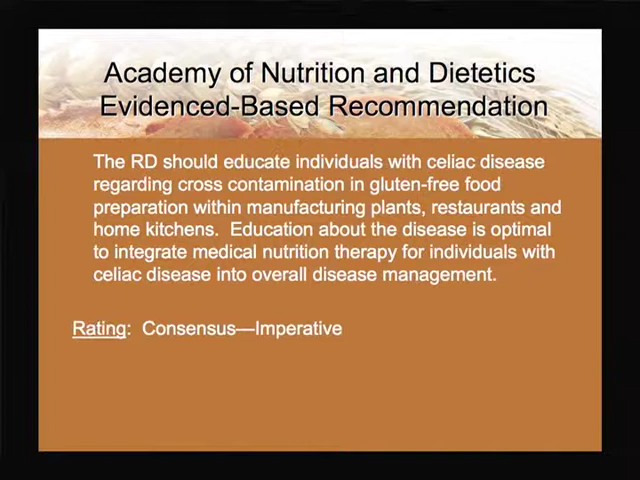 Academy of Nutrition and Dietetics
Evidenced-Based Recommendation
The RD should educate individuals with celiac disease
regarding cross contamination in gluten-free food
preparation within manufacturing plants, restaurants and
home kitchens.  Education about the disease is optimal
to integrate medical nutrition therapy for individuals with
celiac disease into overall disease management.
Rating:  Consensus—Imperative